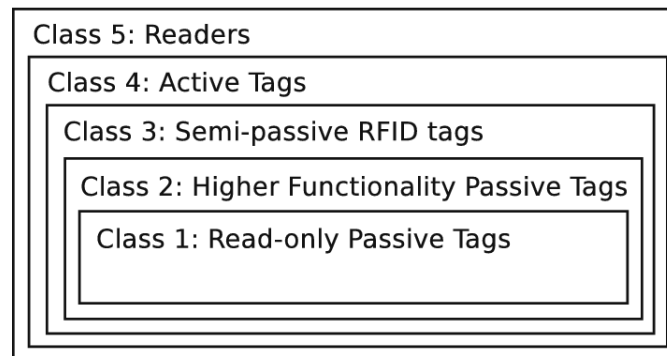 Class 5: Readers
Class 4: Active Tags
Class 3: Semi-passive RFID tags
Class 2: Higher Functionality Passive Tags
Class 1: Read-only Passive Tags